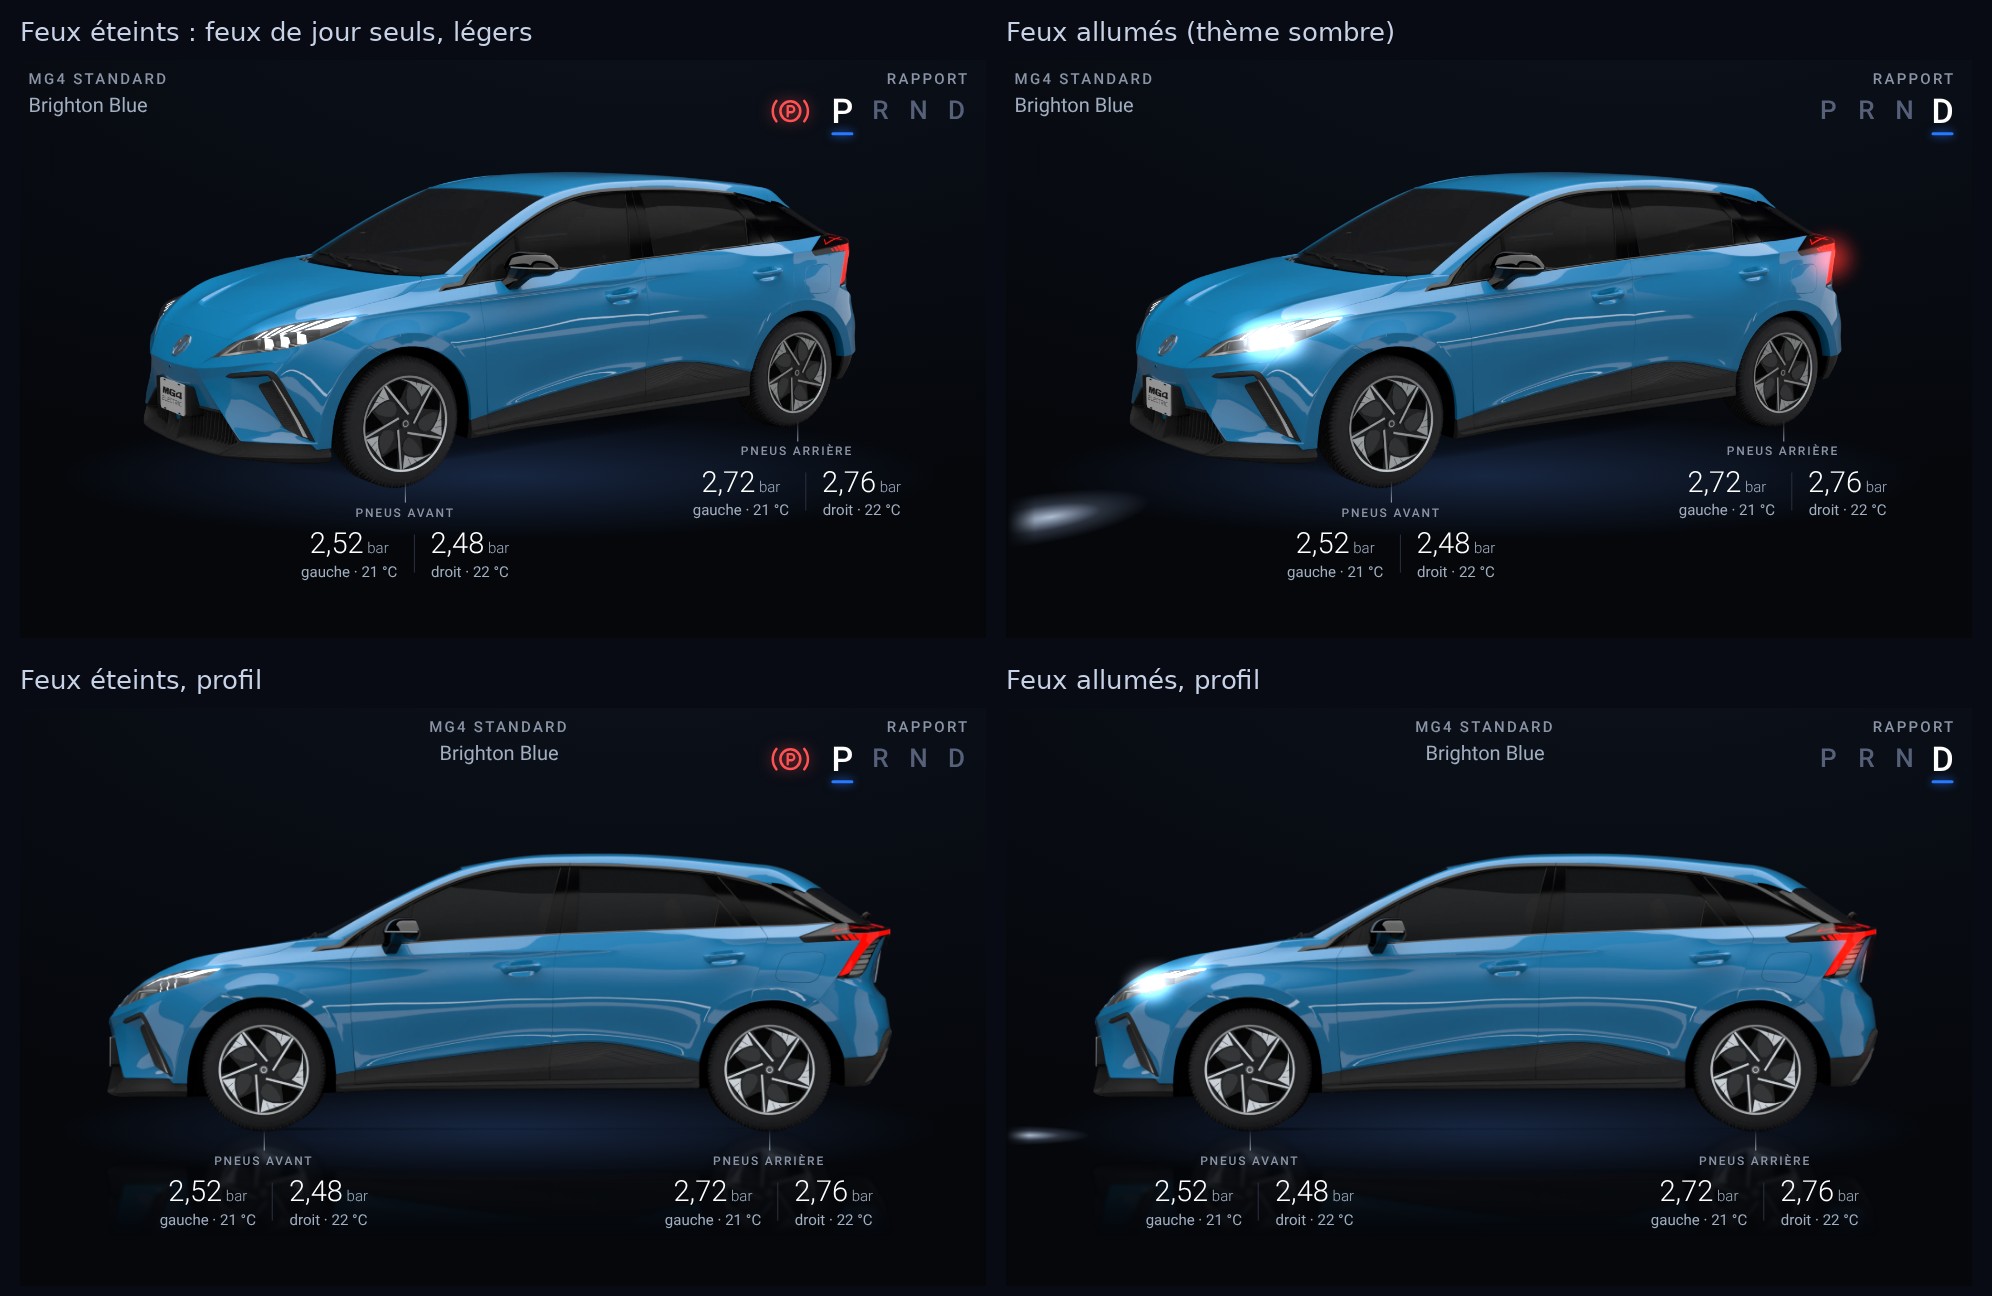 Feux éteints : feux de jour seuls, légers
MG4 STANDARD
Brighton Blue
RAPPORT
(P) P R N D
MG4
ELECTRIC
PNEUS ARRIÈRE
2,72 bar 2,76 bar
gauche · 21 °C droit · 22 °C
PNEUS AVANT
2,52 bar 2,48 bar
gauche · 21 °C droit · 22 °C
Feux allumés (thème sombre)
MG4 STANDARD
Brighton Blue
RAPPORT
P R N D
MG4
ELECTRIC
PNEUS ARRIÈRE
2,72 bar 2,76 bar
gauche · 21 °C droit · 22 °C
PNEUS AVANT
2,52 bar 2,48 bar
gauche · 21 °C droit · 22 °C
Feux éteints, profil
MG4 STANDARD
Brighton Blue
RAPPORT
(P) P R N D
PNEUS AVANT
2,52 bar 2,48 bar
gauche · 21 °C droit · 22 °C
PNEUS ARRIÈRE
2,72 bar 2,76 bar
gauche · 21 °C droit · 22 °C
Feux allumés, profil
MG4 STANDARD
Brighton Blue
RAPPORT
P R N D
PNEUS AVANT
2,52 bar 2,48 bar
gauche · 21 °C droit · 22 °C
PNEUS ARRIÈRE
2,72 bar 2,76 bar
gauche · 21 °C droit · 22 °C